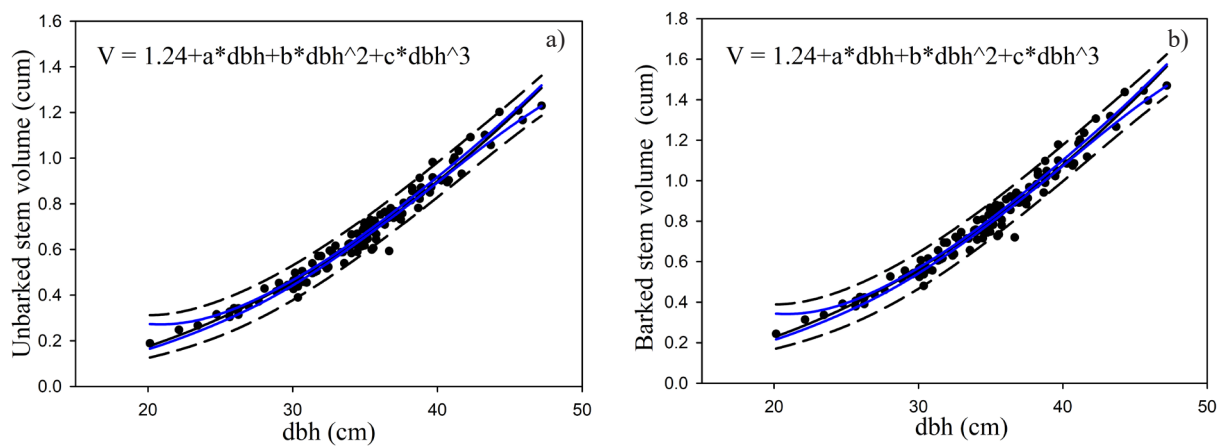 1.6
1.4
1.2
1.0
0.8
0.6
0.4
0.2
0.0
Unbarked stem volume (cum)
V = 1.24+a*dbh+b*dbh^2+c*dbh^3
a)
20 30 40 50
dbh (cm)
1.8
1.6
1.4
1.2
1.0
0.8
0.6
0.4
0.2
0.0
Barked stem volume (cum)
V = 1.24+a*dbh+b*dbh^2+c*dbh^3
b)
20 30 40 50
dbh (cm)